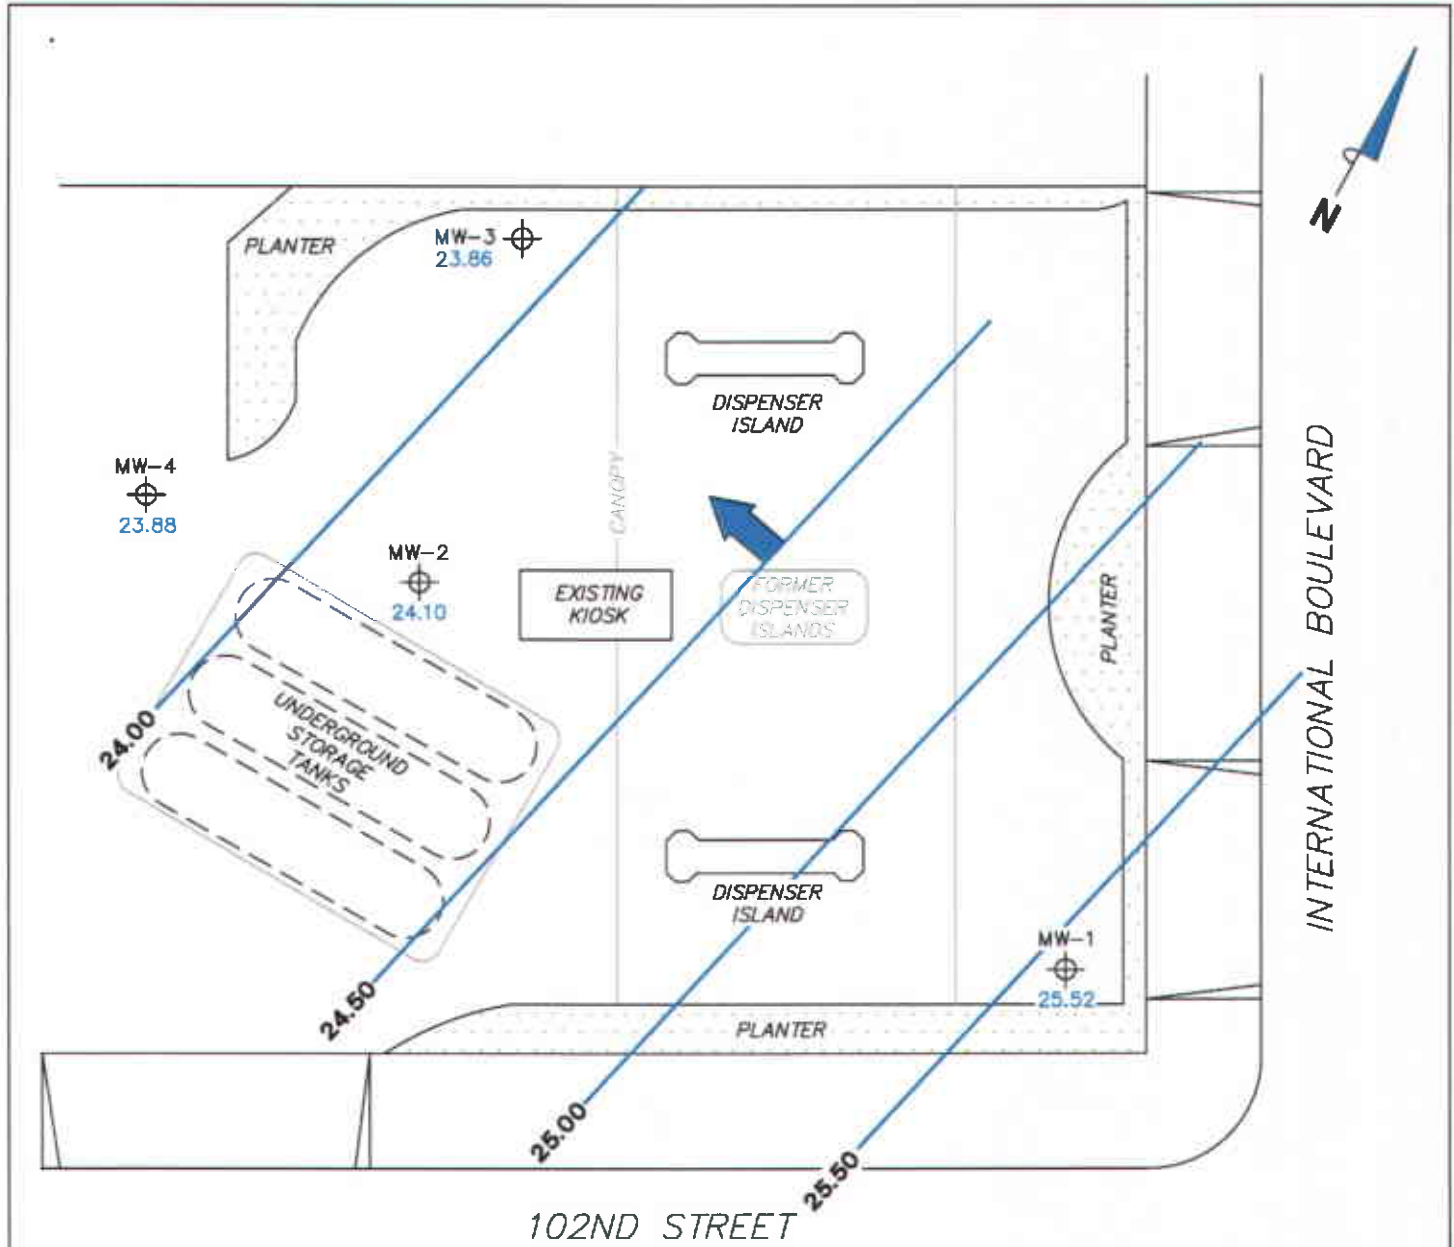 N
PLANTER
MW-3
23.86
DISPENSER
ISLAND
CANOPY
MW-4
23.88
MW-2
24.10
EXISTING
KIOSK
FORMER
DISPENSER
ISLANDS
PLANTER
INTERNATIONAL BOULEVARD
UNDERGROUND
STORAGE
TANKS
24.00
DISPENSER
ISLAND
MW-1
25.52
24.50
PLANTER
25.00
25.50
102ND STREET